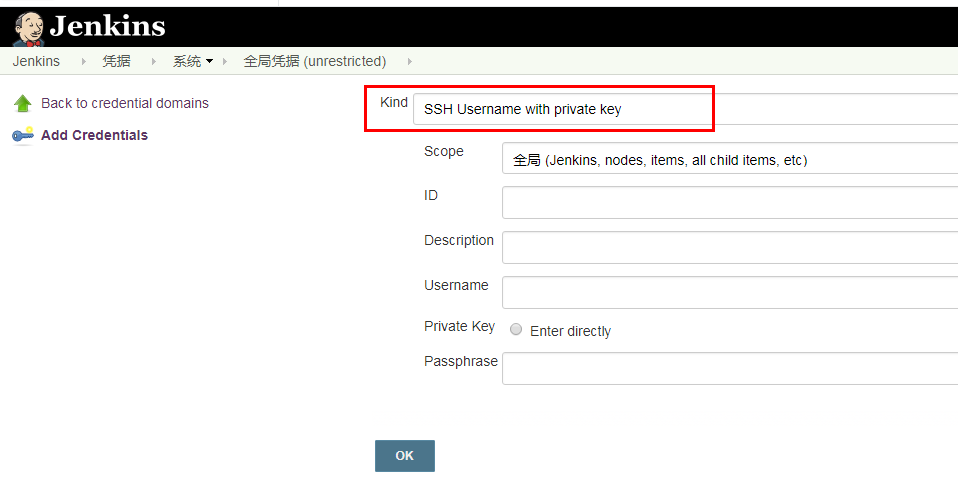 Jenkins
Jenkins 凭据 系统 全局凭据 (unrestricted)
Back to credential domains
Add Credentials
Kind SSH Username with private key
Scope 全局 (Jenkins, nodes, items, all child items, etc)
ID
Description
Username
Private Key Enter directly
Passphrase
OK